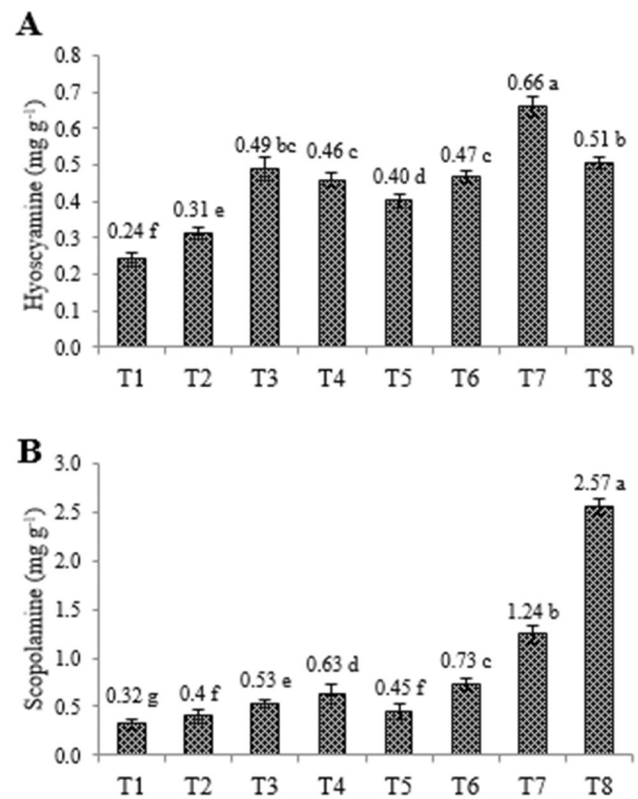 A
Hyoscyamine (mg g⁻¹)
0.8
0.7
0.6
0.5
0.4
0.3
0.2
0.1
0.0
0.24 f
0.31 e
0.49 bc
0.46 c
0.40 d
0.47 c
0.66 a
0.51 b
T1 T2 T3 T4 T5 T6 T7 T8
B
Scopolamine (mg g⁻¹)
3.0
2.5
2.0
1.5
1.0
0.5
0.0
0.32 g
0.4 f
0.53 e
0.63 d
0.45 f
0.73 c
1.24 b
2.57 a
T1 T2 T3 T4 T5 T6 T7 T8